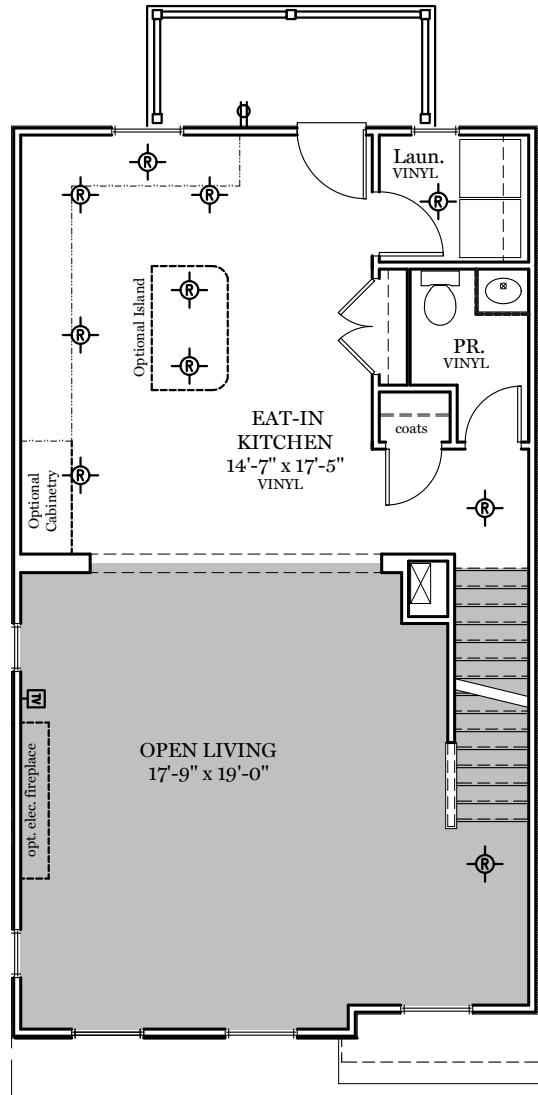 R
Laun.
VINYL
R
R
R
R
Optional Island
R
R
PR.
VINYL
EAT-IN
KITCHEN
14'-7" x 17'-5"
VINYL
coats
Optional
Cabinetry
R
R
TV
OPEN LIVING
17'-9" x 19'-0"
opt. elec. fireplace
R